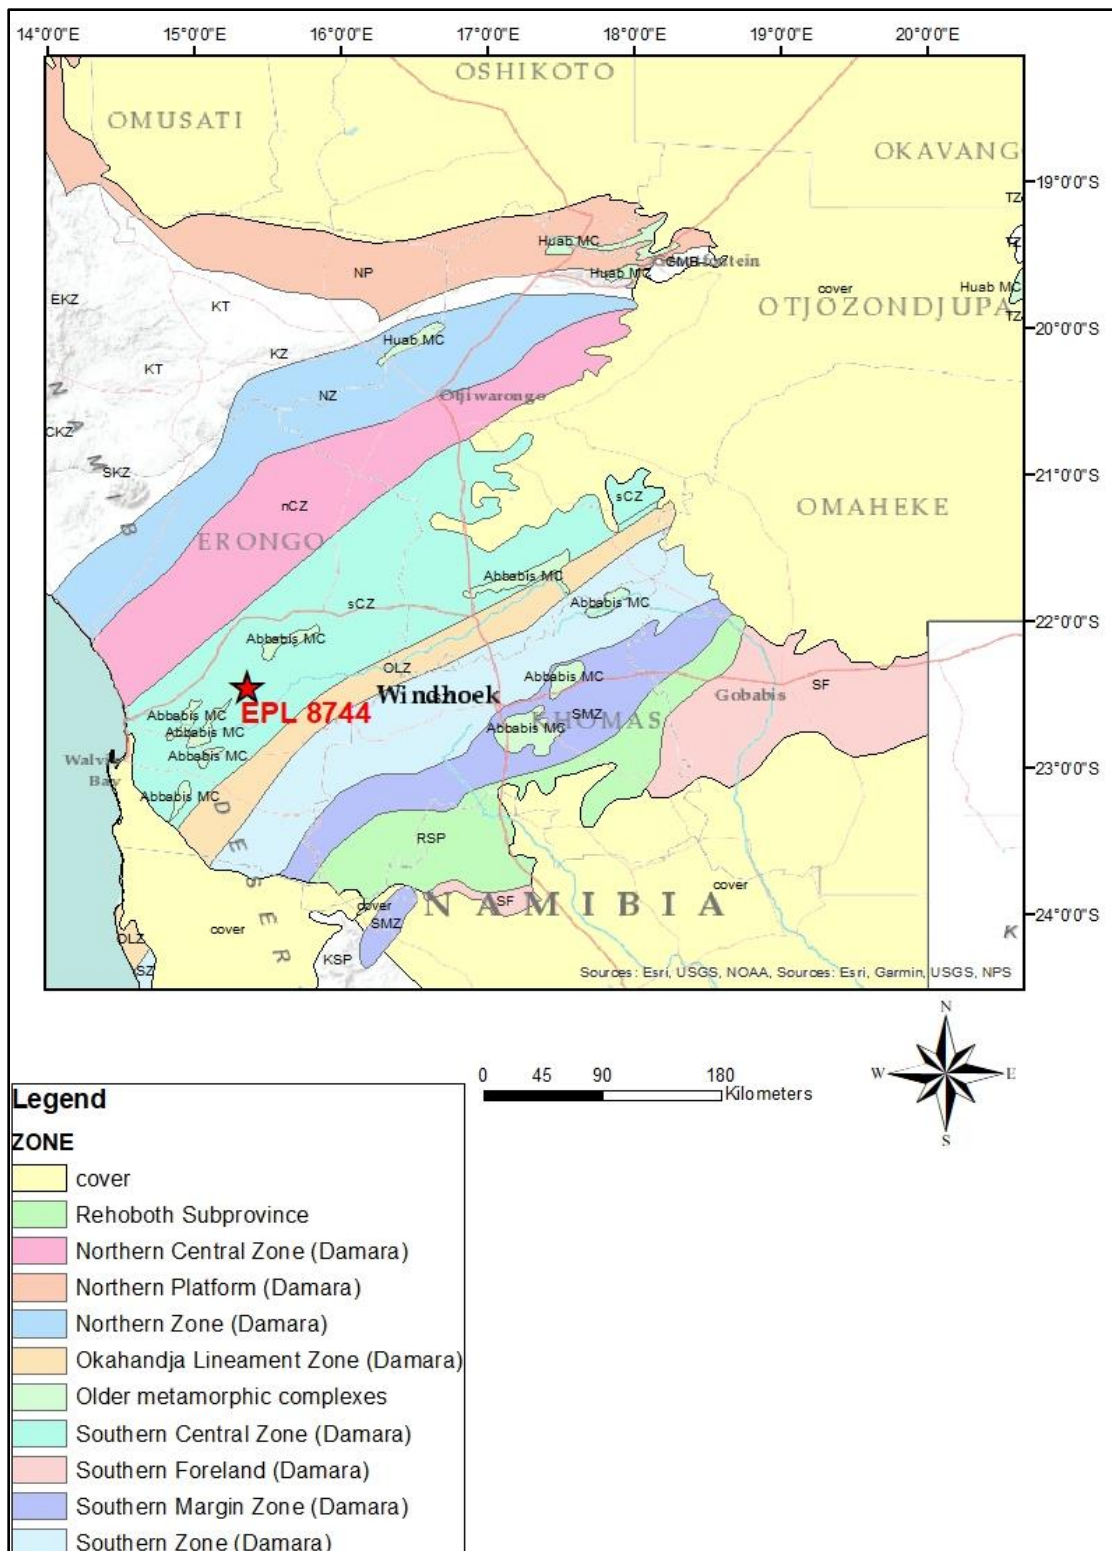 14°0'0"E 15°0'0"E 16°0'0"E 17°0'0"E 18°0'0"E 19°0'0"E 20°0'0"E
OSHIKOTO
OMUSATI
OKAVANG
19°0'0"S
TZ
Huab MC
TZ
NP
Huab MC
Huab MC
EKZ
KT
cover
OTJOZONDJUPA
TZ
20°0'0"S
Huab MC
KZ
KT
NZ
Otjiwarongo
CKZ
NAMIB
SKZ
21°0'0"S
sCZ
nCZ
OMAHEKE
ERONGO
Abbabis MC
sCZ
Abbabis MC
22°0'0"S
Abbabis MC
OLZ
Abbabis MC
SF
Windhoek
Gobabis
EPL 8744
Abbabis MC
KHOMAS
SMZ
Abbabis MC
Abbabis MC
Abbabis MC
Walvis
Bay
23°0'0"S
Abbabis MC
DESER
RSP
cover
cover
SF
NAMIBIA
24°0'0"S
SMZ
cover
OLZ
KSP
K
SZ
Sources: Esri, USGS, NOAA, Sources: Esri, Garmin, USGS, NPS
N
W E
S
0 45 90 180
Kilometers
Legend
ZONE
cover
Rehoboth Subprovince
Northern Central Zone (Damara)
Northern Platform (Damara)
Northern Zone (Damara)
Okahandja Lineament Zone (Damara)
Older metamorphic complexes
Southern Central Zone (Damara)
Southern Foreland (Damara)
Southern Margin Zone (Damara)
Southern Zone (Damara)